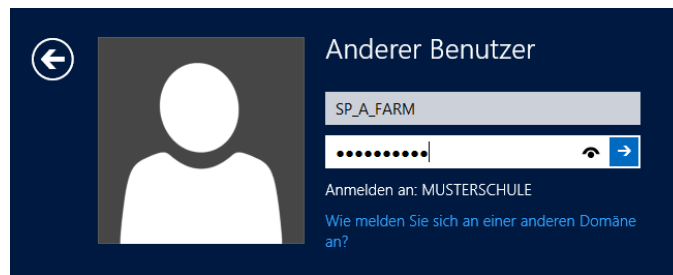 Anderer Benutzer
SP_A_FARM
●●●●●●●●●●
Anmelden an: MUSTERSCHULE
Wie melden Sie sich an einer anderen Domäne
an?